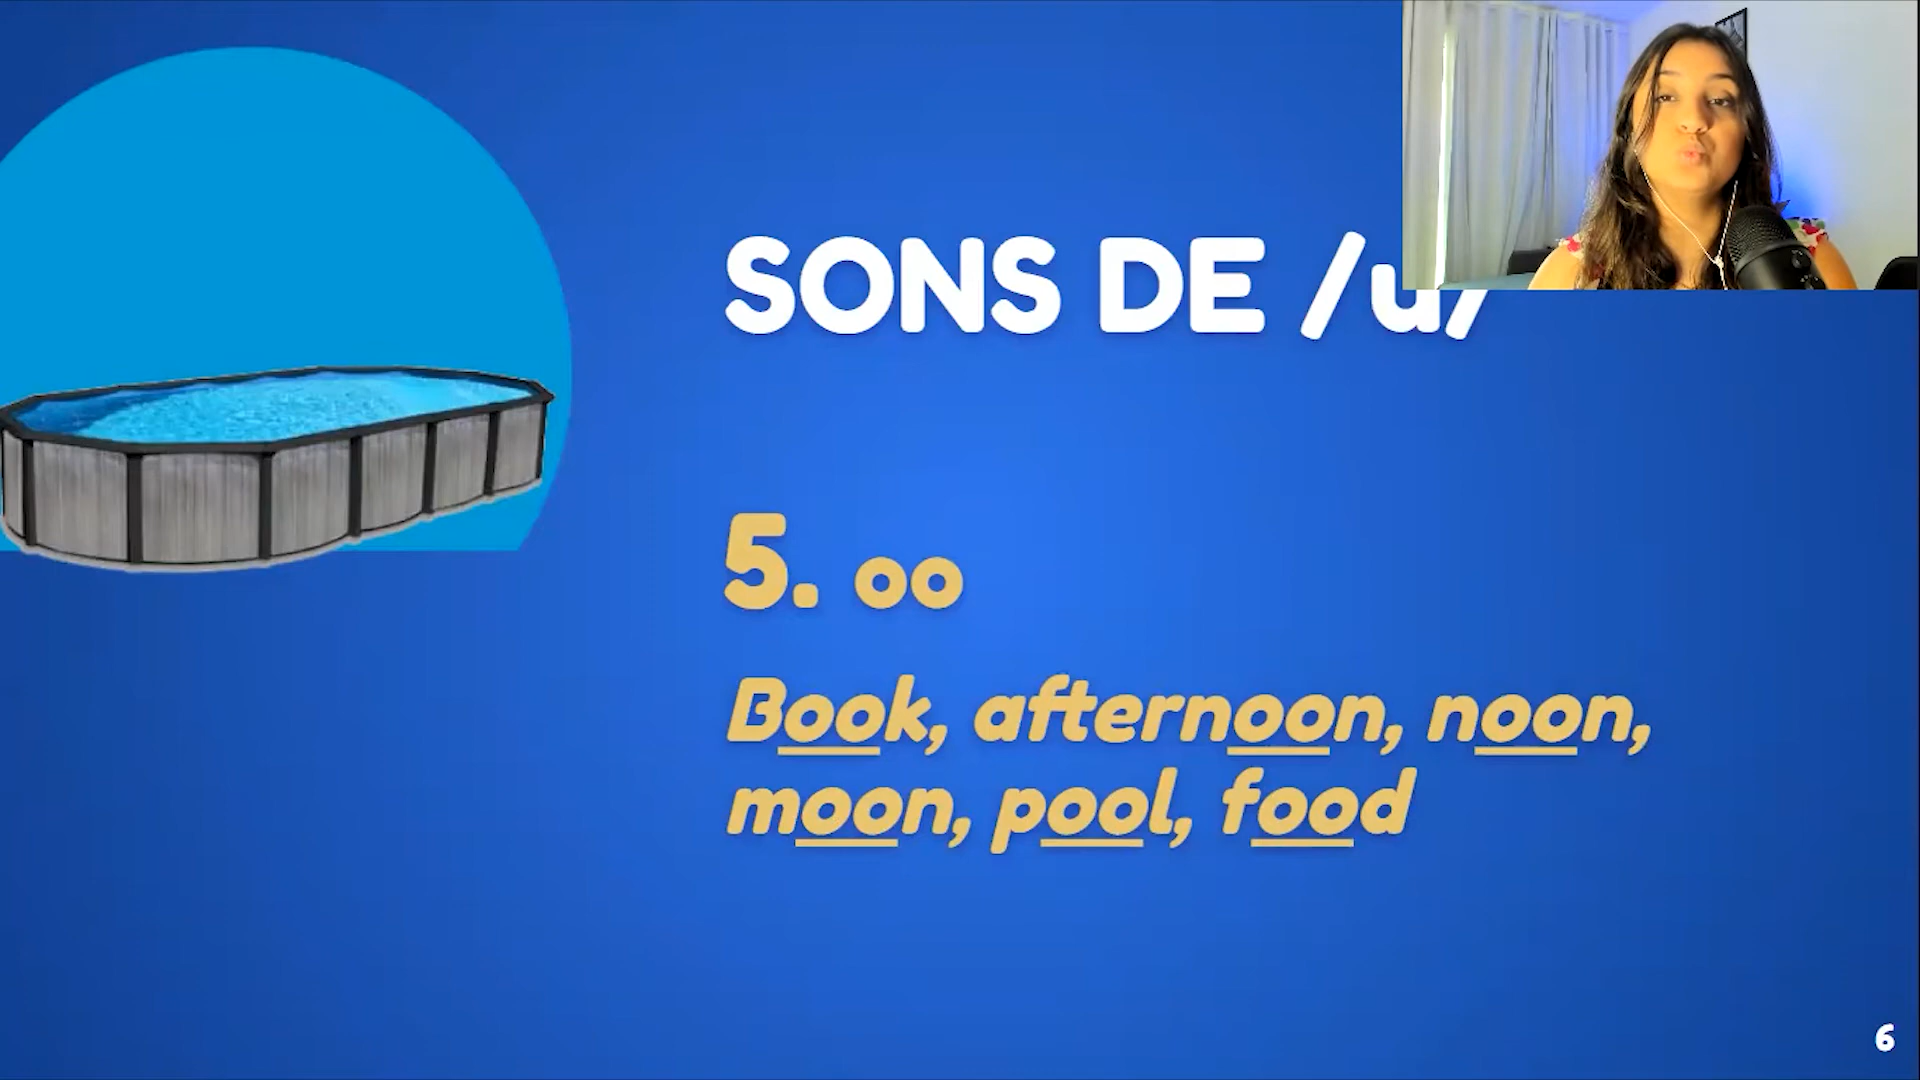 SONS DE /u/
5. oo
Book, afternoon, noon,
moon, pool, food
6